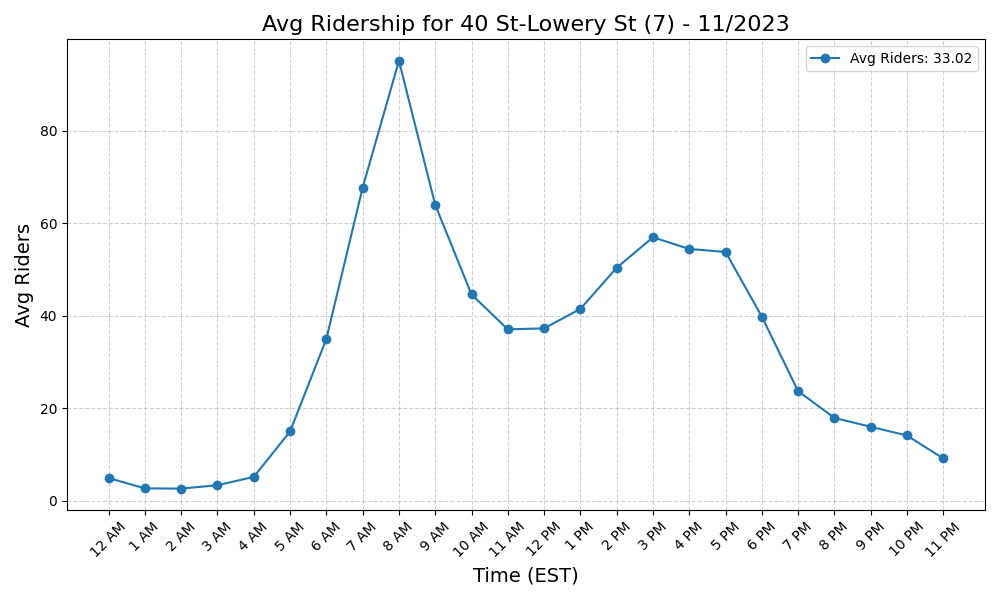 Avg Ridership for 40 St-Lowery St (7) - 11/2023
Avg Riders: 33.02
Avg Riders
80
60
40
20
0
12 AM
1 AM
2 AM
3 AM
4 AM
5 AM
6 AM
7 AM
8 AM
9 AM
10 AM
11 AM
12 PM
1 PM
2 PM
3 PM
4 PM
5 PM
6 PM
7 PM
8 PM
9 PM
10 PM
11 PM
Time (EST)